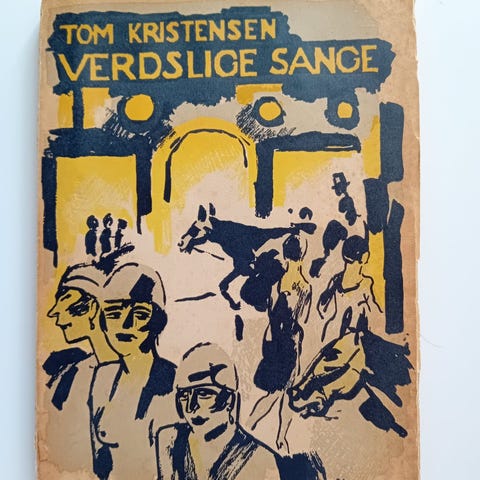 TOM KRISTENSEN
VERDSLIGE SANGE